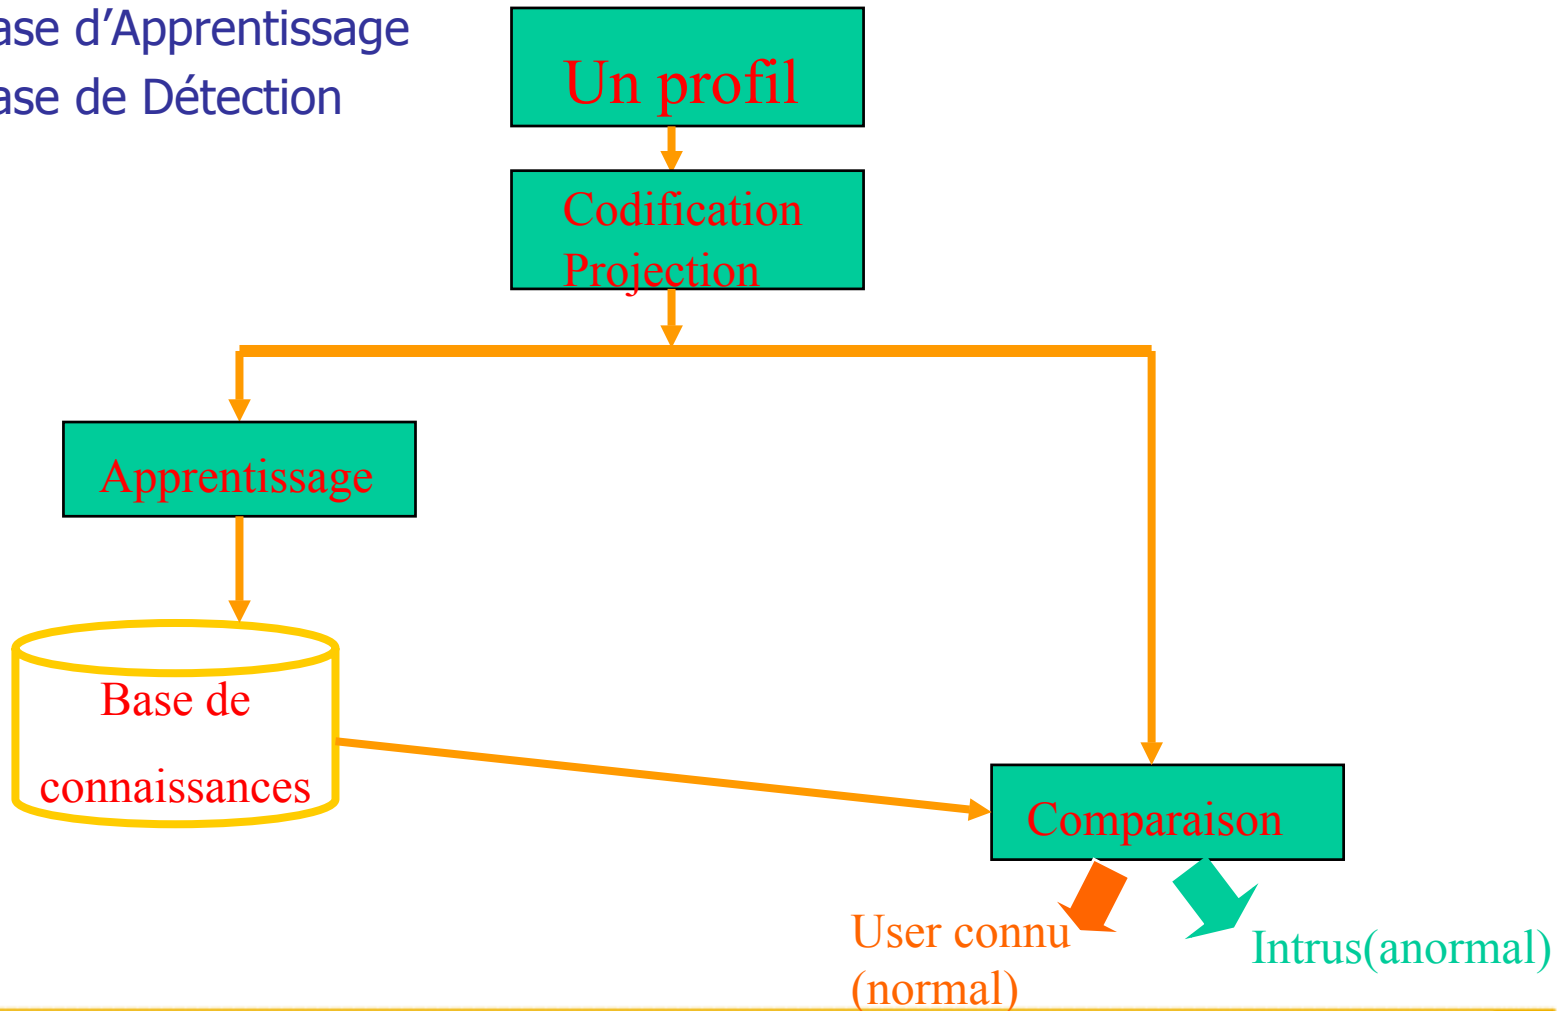 ase d’Apprentissage
ase de Détection
Un profil
Codification
Projection
Apprentissage
Base de
connaissances
Comparaison
User connu
(normal)
Intrus(anormal)